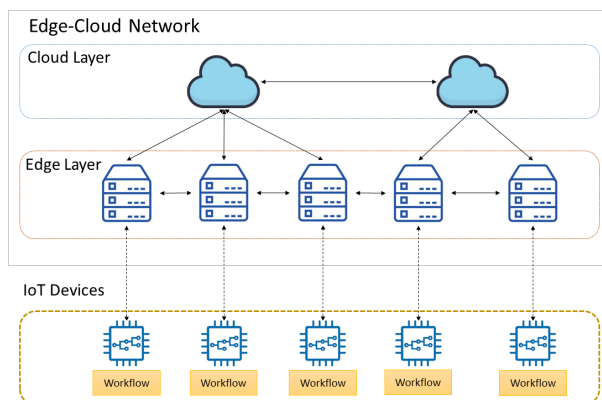 Edge-Cloud Network
Cloud Layer
Edge Layer
IoT Devices
Workflow
Workflow
Workflow
Workflow
Workflow